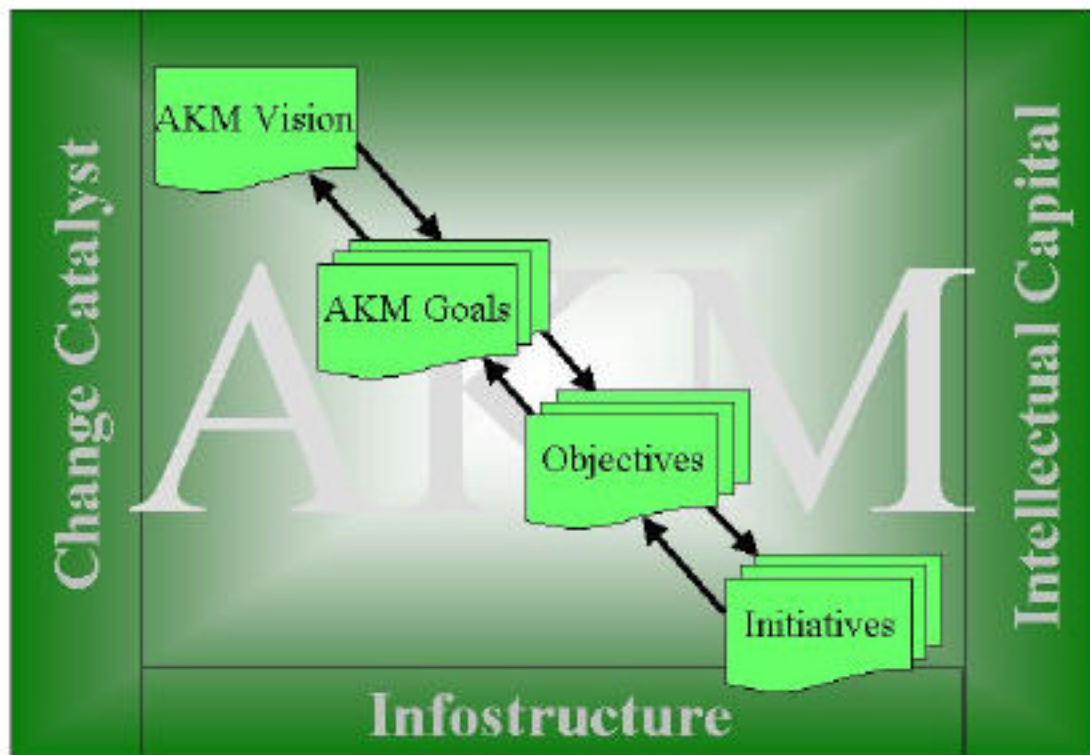 AKM Vision
AKM Goals
Objectives
Initiatives
AKM
Change Catalyst
Intellectual Capital
Infostructure